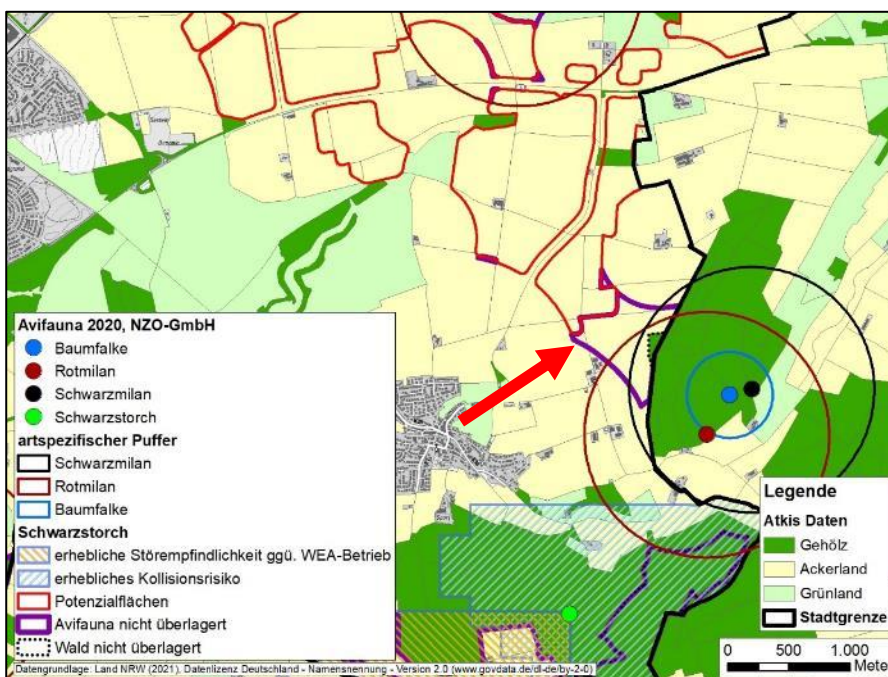 Avifauna 2020, NZO-GmbH
Baumfalke
Rotmilan
Schwarzmilan
Schwarzstorch
artspezifischer Puffer
Schwarzmilan
Rotmilan
Baumfalke
Schwarzstorch
erhebliche Störempfindlichkeit ggü. WEA-Betrieb
erhebliches Kollisionsrisiko
Potenzialflächen
Avifauna nicht überlagert
Wald nicht überlagert
Datengrundlage: Land NRW (2021), Datenlizenz Deutschland - Namensnennung - Version 2.0 (www.govdata.de/dl-de/by-2-0)
Legende
Atkis Daten
Gehölz
Ackerland
Grünland
Stadtgrenze
0 500 1.000
Mete